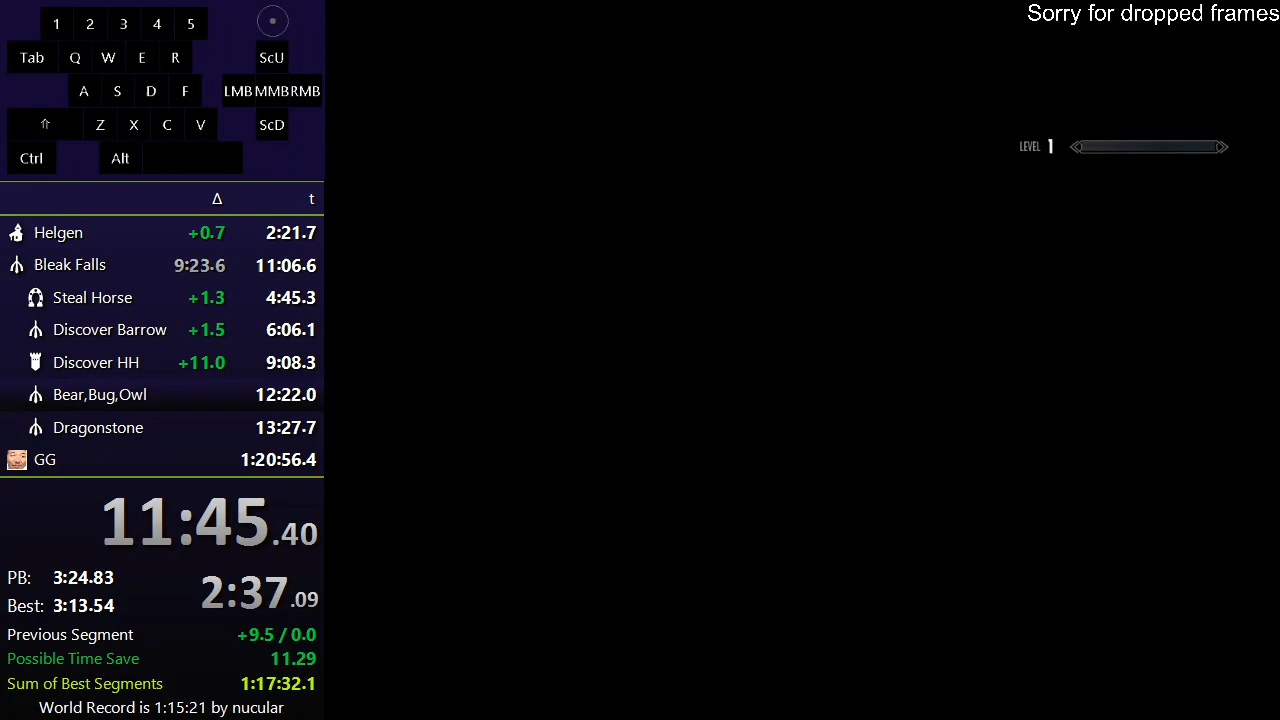 Sorry for dropped frames
1 2 3 4 5
Tab Q W E R ScU
A S D F LMB MMB RMB
⇧ Z X C V ScD
Ctrl Alt
LEVEL 1
Δ t
Helgen +0.7 2:21.7
Bleak Falls 9:23.6 11:06.6
Steal Horse +1.3 4:45.3
Discover Barrow +1.5 6:06.1
Discover HH +11.0 9:08.3
Bear,Bug,Owl 12:22.0
Dragonstone 13:27.7
GG 1:20:56.4
11:45.40
PB: 3:24.83
2:37.09
Best: 3:13.54
Previous Segment +9.5 / 0.0
Possible Time Save 11.29
Sum of Best Segments 1:17:32.1
World Record is 1:15:21 by nucular